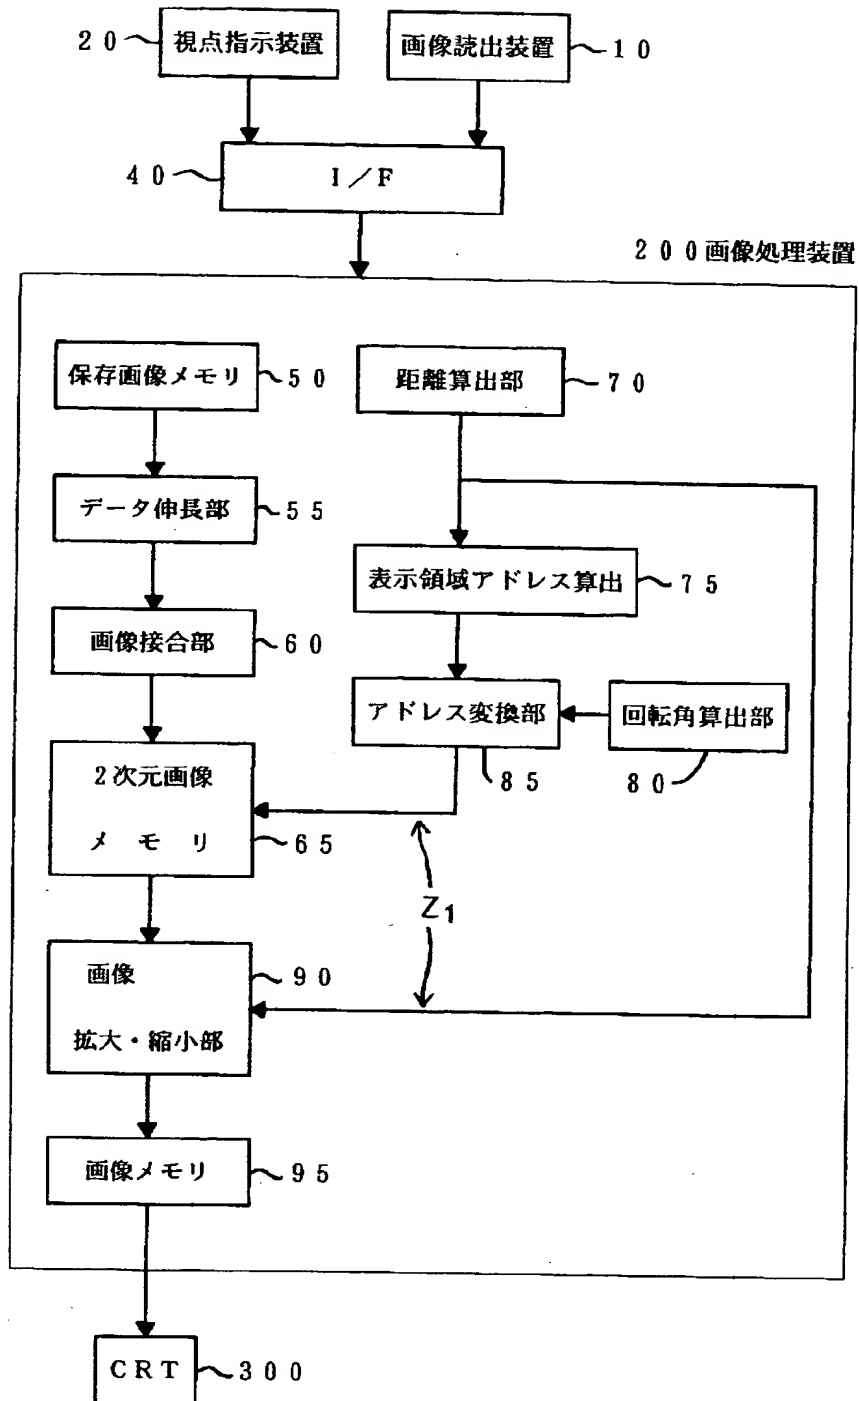 20 視点指示装置 画像読出装置 10
40 I/F
200画像処理装置
保存画像メモリ 50 距離算出部 70
データ伸長部 55
表示領域アドレス算出 75
画像接合部 60
アドレス変換部 回転角算出部
2次元画像 85 80
メモリ 65
Z1
画像 90
拡大・縮小部
画像メモリ 95
CRT 300